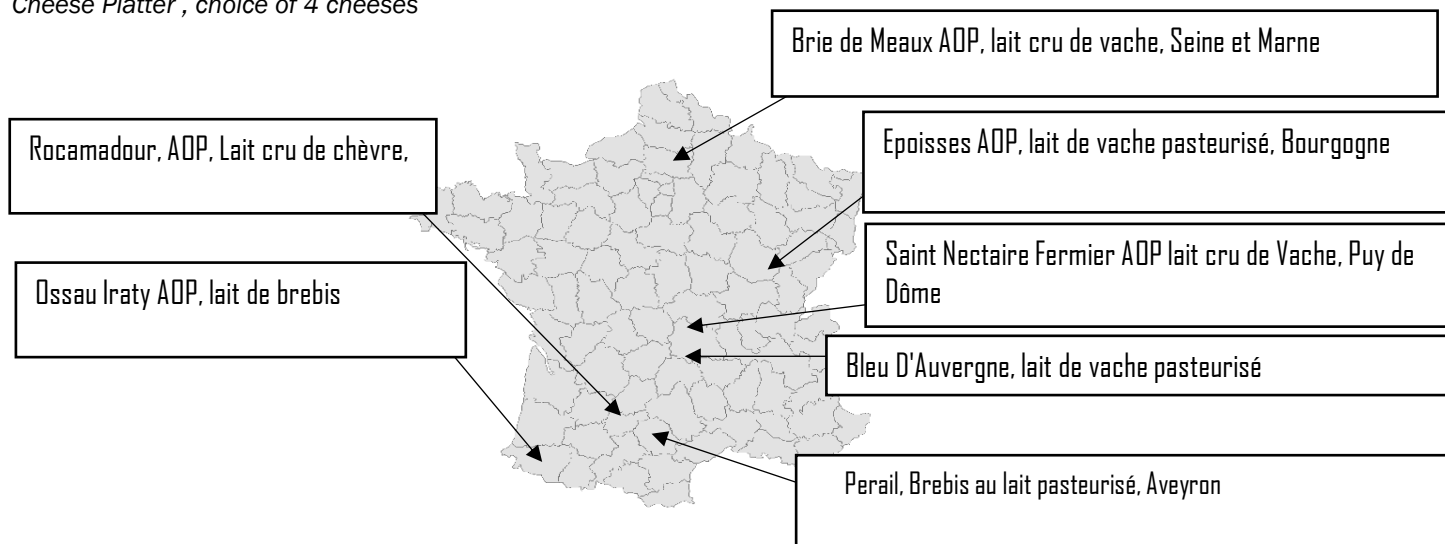 Cheese Platter , choice of 4 cheeses
Brie de Meaux AOP, lait cru de vache, Seine et Marne
Rocamadour, AOP, Lait cru de chèvre,
Epoisses AOP, lait de vache pasteurisé, Bourgogne
Saint Nectaire Fermier AOP lait cru de Vache, Puy de
Dôme
Ossau Iraty AOP, lait de brebis
Bleu D'Auvergne, lait de vache pasteurisé
Perail, Brebis au lait pasteurisé, Aveyron